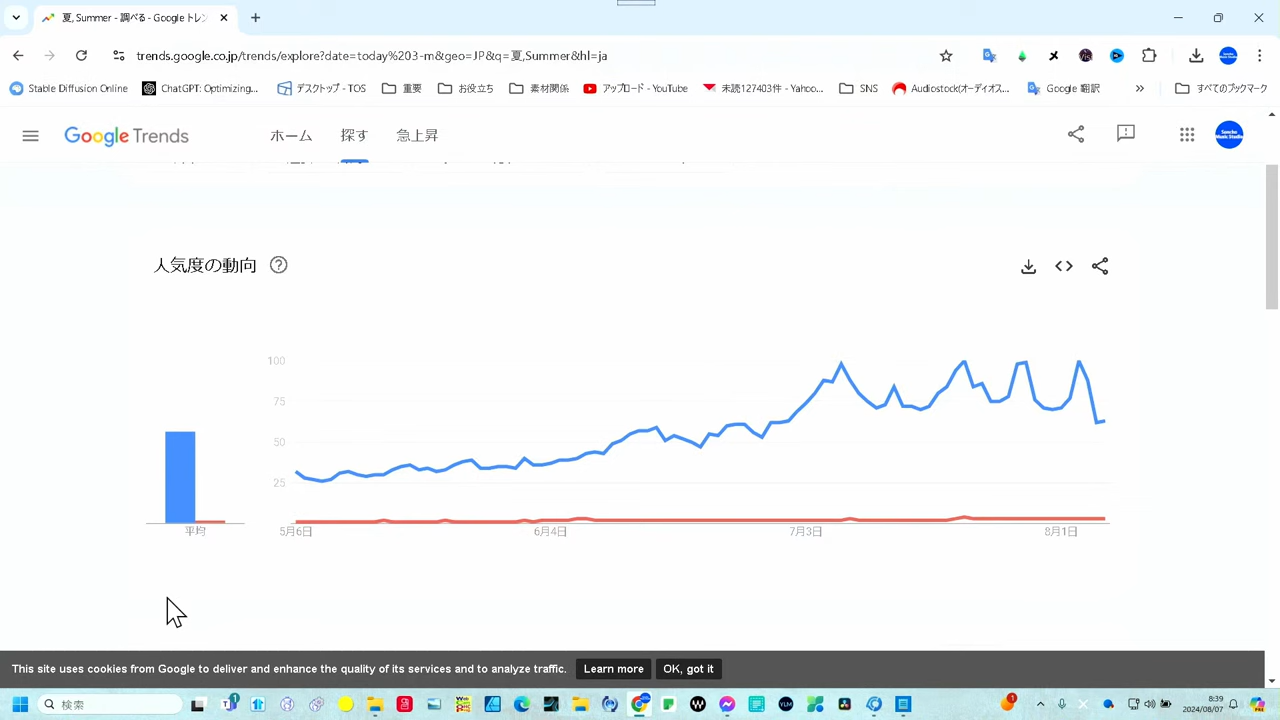 夏, Summer - 調べる - Google トレン
trends.google.co.jp/trends/explore?date=today%203-m&geo=JP&q=夏,Summer&hl=ja
Stable Diffusion Online
ChatGPT: Optimizing...
デスクトップ - TOS
重要
お役立ち
素材関係
アップロード - YouTube
未読127403件 - Yahoo...
SNS
Audiostock(オーディオス...
Google 翻訳
»
すべてのブックマーク
Google Trends
ホーム
探す
急上昇
人気度の動向
100
75
50
25
平均
5月6日
6月4日
7月3日
8月1日
This site uses cookies from Google to deliver and enhance the quality of its services and to analyze traffic.
Learn more
OK, got it
検索
8:39
2024/08/07